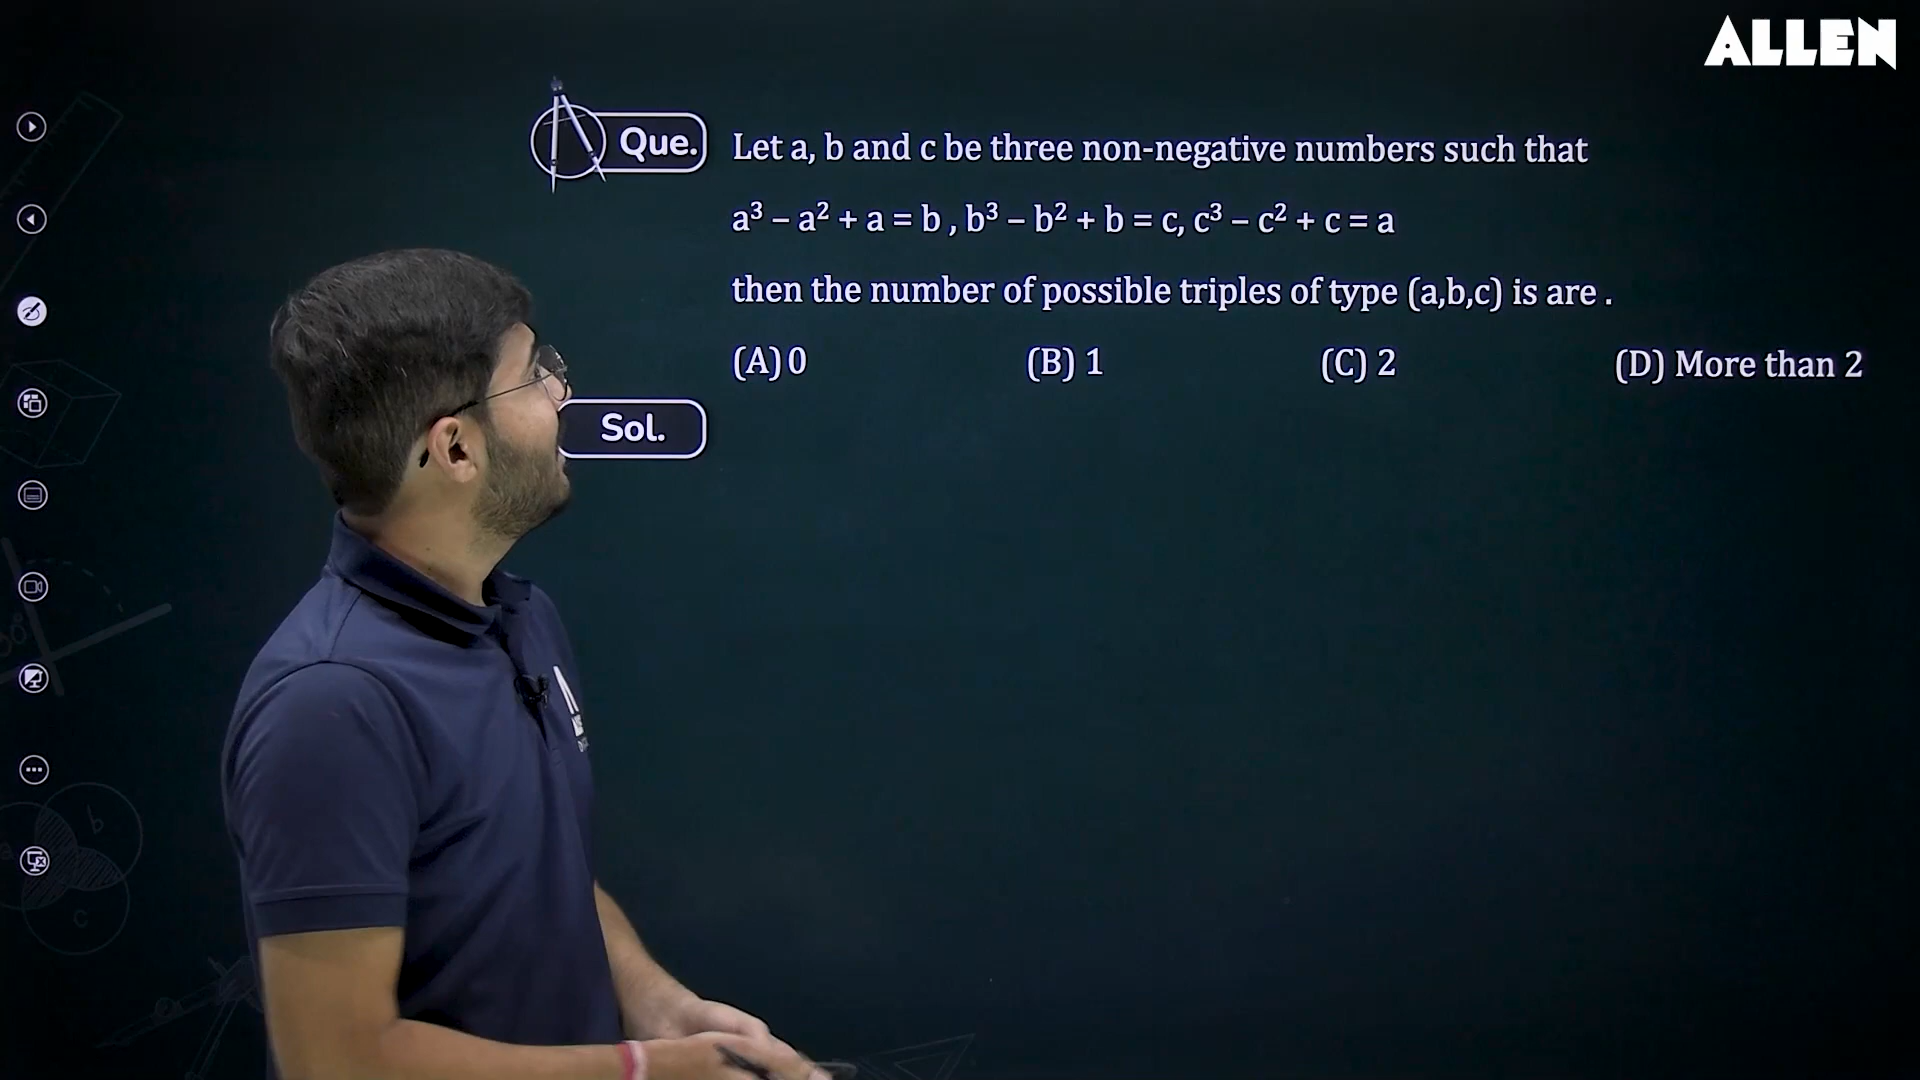 ALLEN
Que.
Let a, b and c be three non-negative numbers such that
a³ – a² + a = b , b³ – b² + b = c, c³ – c² + c = a
then the number of possible triples of type (a,b,c) is are .
(A) 0 (B) 1 (C) 2 (D) More than 2
Sol.
b
c